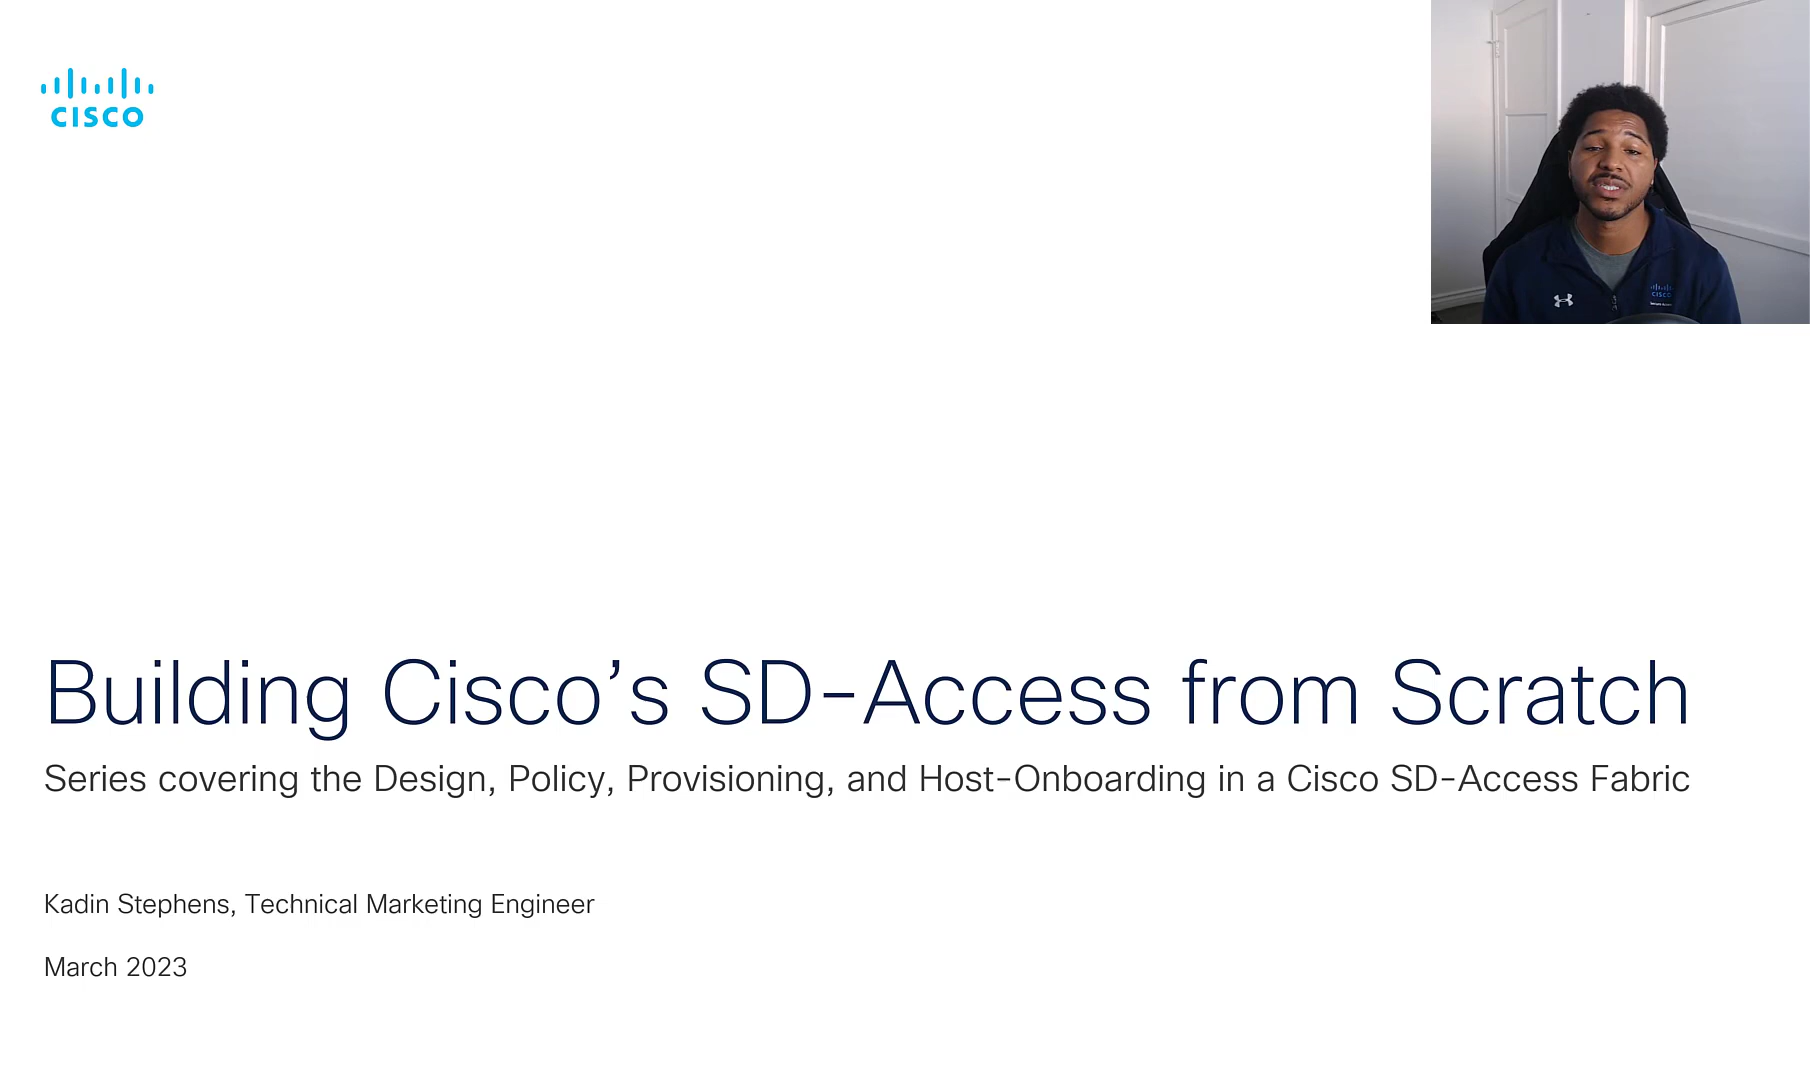 CISCO
CISCO
Building Cisco’s SD-Access from Scratch
Series covering the Design, Policy, Provisioning, and Host-Onboarding in a Cisco SD-Access Fabric
Kadin Stephens, Technical Marketing Engineer
March 2023